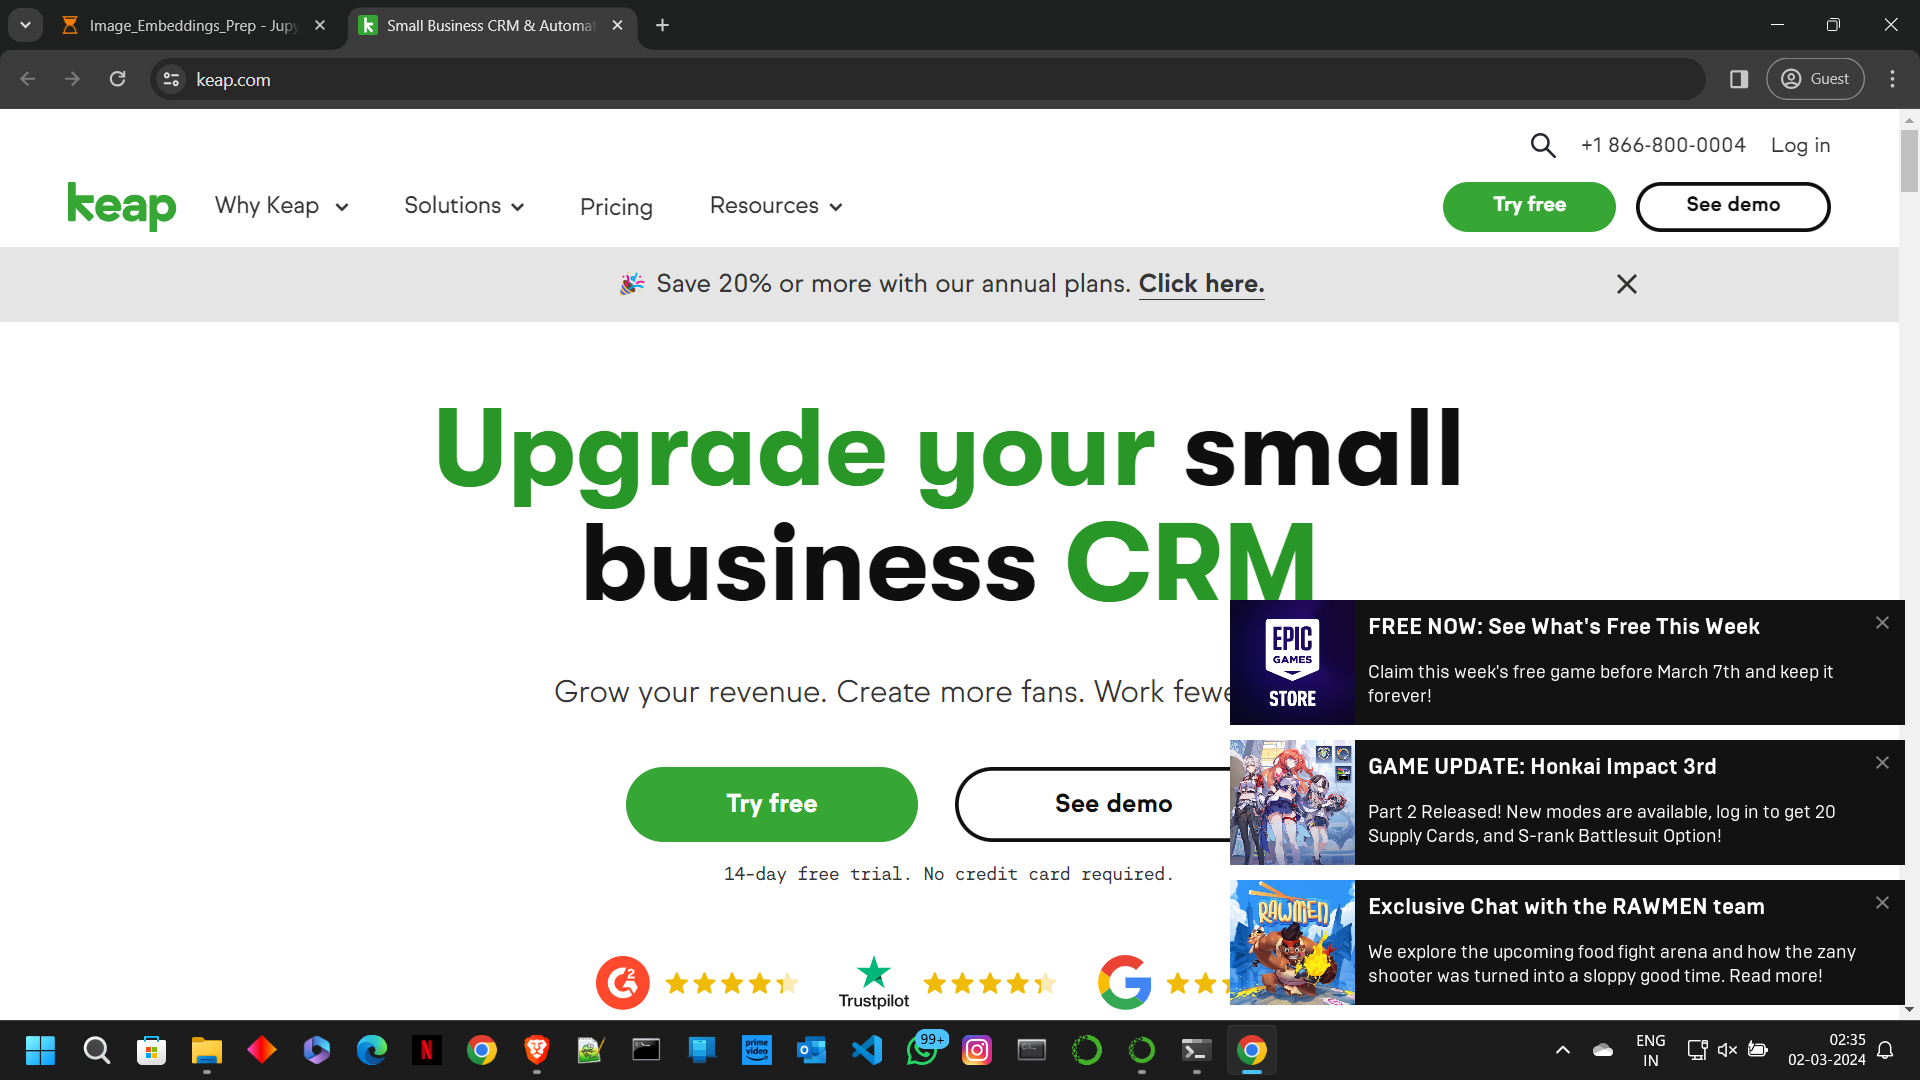 Image_Embeddings_Prep - Jupy
Small Business CRM & Automat
keap.com
Guest
+1 866-800-0004
Log in
keap
Why Keap
Solutions
Pricing
Resources
Try free
See demo
🎉 Save 20% or more with our annual plans. Click here.
Upgrade your small
business CRM
Grow your revenue. Create more fans. Work fewe
Try free
See demo
14-day free trial. No credit card required.
G2
Trustpilot
G
EPIC
GAMES
STORE
FREE NOW: See What's Free This Week
Claim this week's free game before March 7th and keep it
forever!
GAME UPDATE: Honkai Impact 3rd
Part 2 Released! New modes are available, log in to get 20
Supply Cards, and S-rank Battlesuit Option!
RAWMEN
Exclusive Chat with the RAWMEN team
We explore the upcoming food fight arena and how the zany
shooter was turned into a sloppy good time. Read more!
N
prime
video
99+
ENG
IN
02:35
02-03-2024